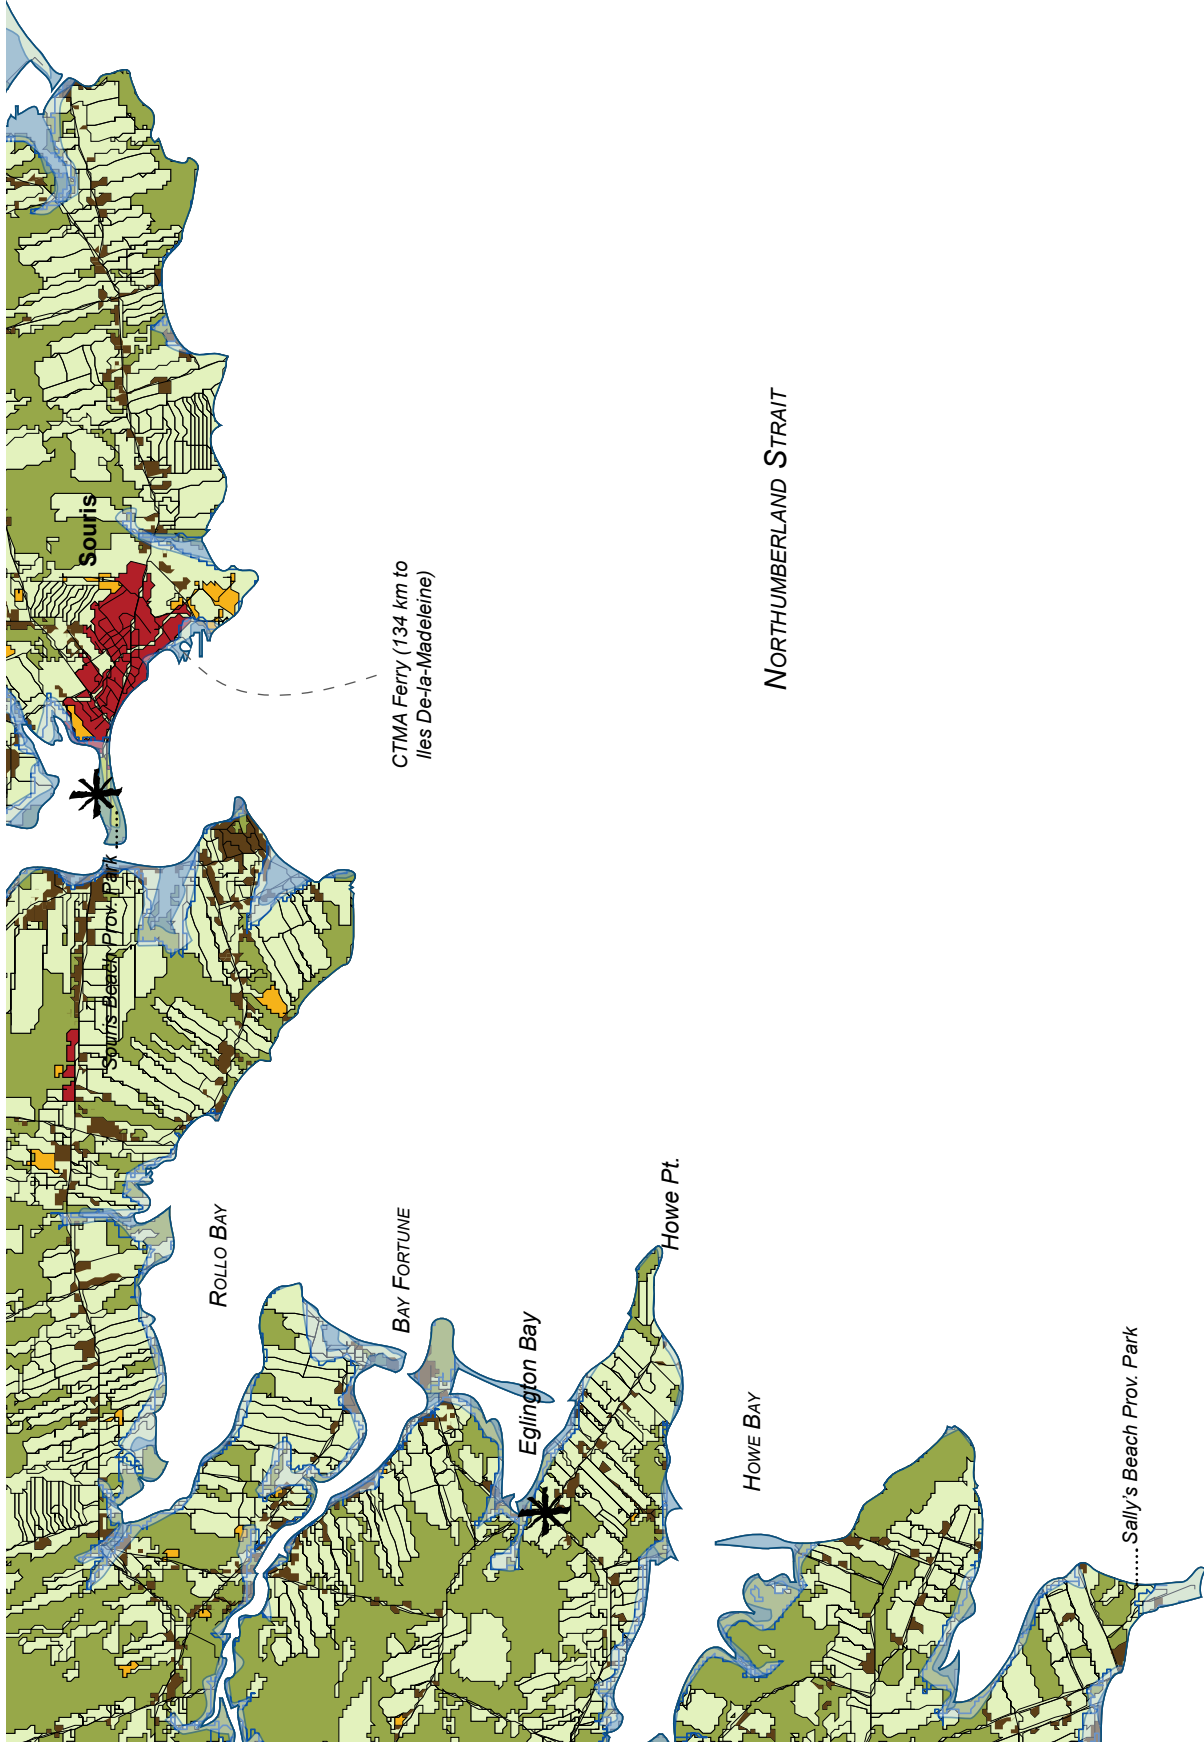 Souris
CTMA Ferry (134 km to
Iles De-la-Madeleine)
NORTHUMBERLAND STRAIT
Souris Beach Prov. Park
ROLLO BAY
BAY FORTUNE
Eglington Bay
Howe Pt.
HOWE BAY
Sally's Beach Prov. Park